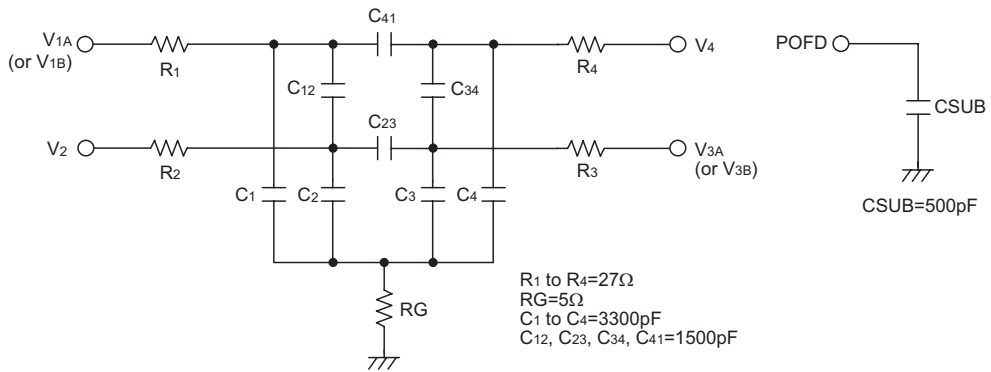 C41
V1A
(or V1B)
R1
V4
R4
POFD
C12
C34
CSUB
C23
V2
R2
V3A
(or V3B)
R3
C1
C2
C3
C4
CSUB=500pF
RG
R1 to R4=27Ω
RG=5Ω
C1 to C4=3300pF
C12, C23, C34, C41=1500pF